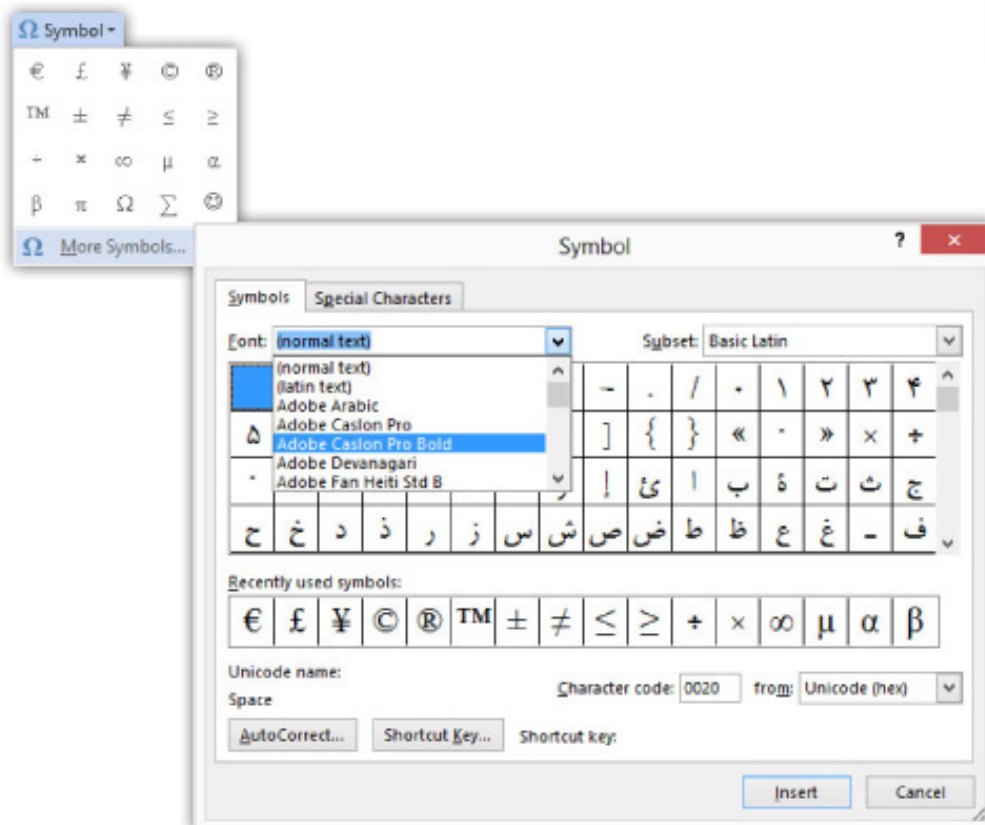 Ω Symbol
€ £ ¥ © ®
™ ± ≠ ≤ ≥
÷ × ∞ µ α
β π Ω ∑ ☺
Ω More Symbols...
Symbol ? ×
Symbols Special Characters
Font: (normal text) Subset: Basic Latin
(normal text)
(latin text)
Adobe Arabic
Adobe Caslon Pro
Adobe Caslon Pro Bold
Adobe Devanagari
Adobe Fan Heiti Std B
- . / ٠ ١ ٢ ٣ ۴
۵ ] { } « » × ÷
إ ئ ا ب ة ت ث ج
ح خ د ذ ر ز س ش ص ض ط ظ ع غ ـ ف
Recently used symbols:
€ £ ¥ © ® ™ ± ≠ ≤ ≥ ÷ × ∞ µ α β
Unicode name:
Space
Character code: 0020 from: Unicode (hex)
AutoCorrect... Shortcut Key... Shortcut key:
Insert Cancel